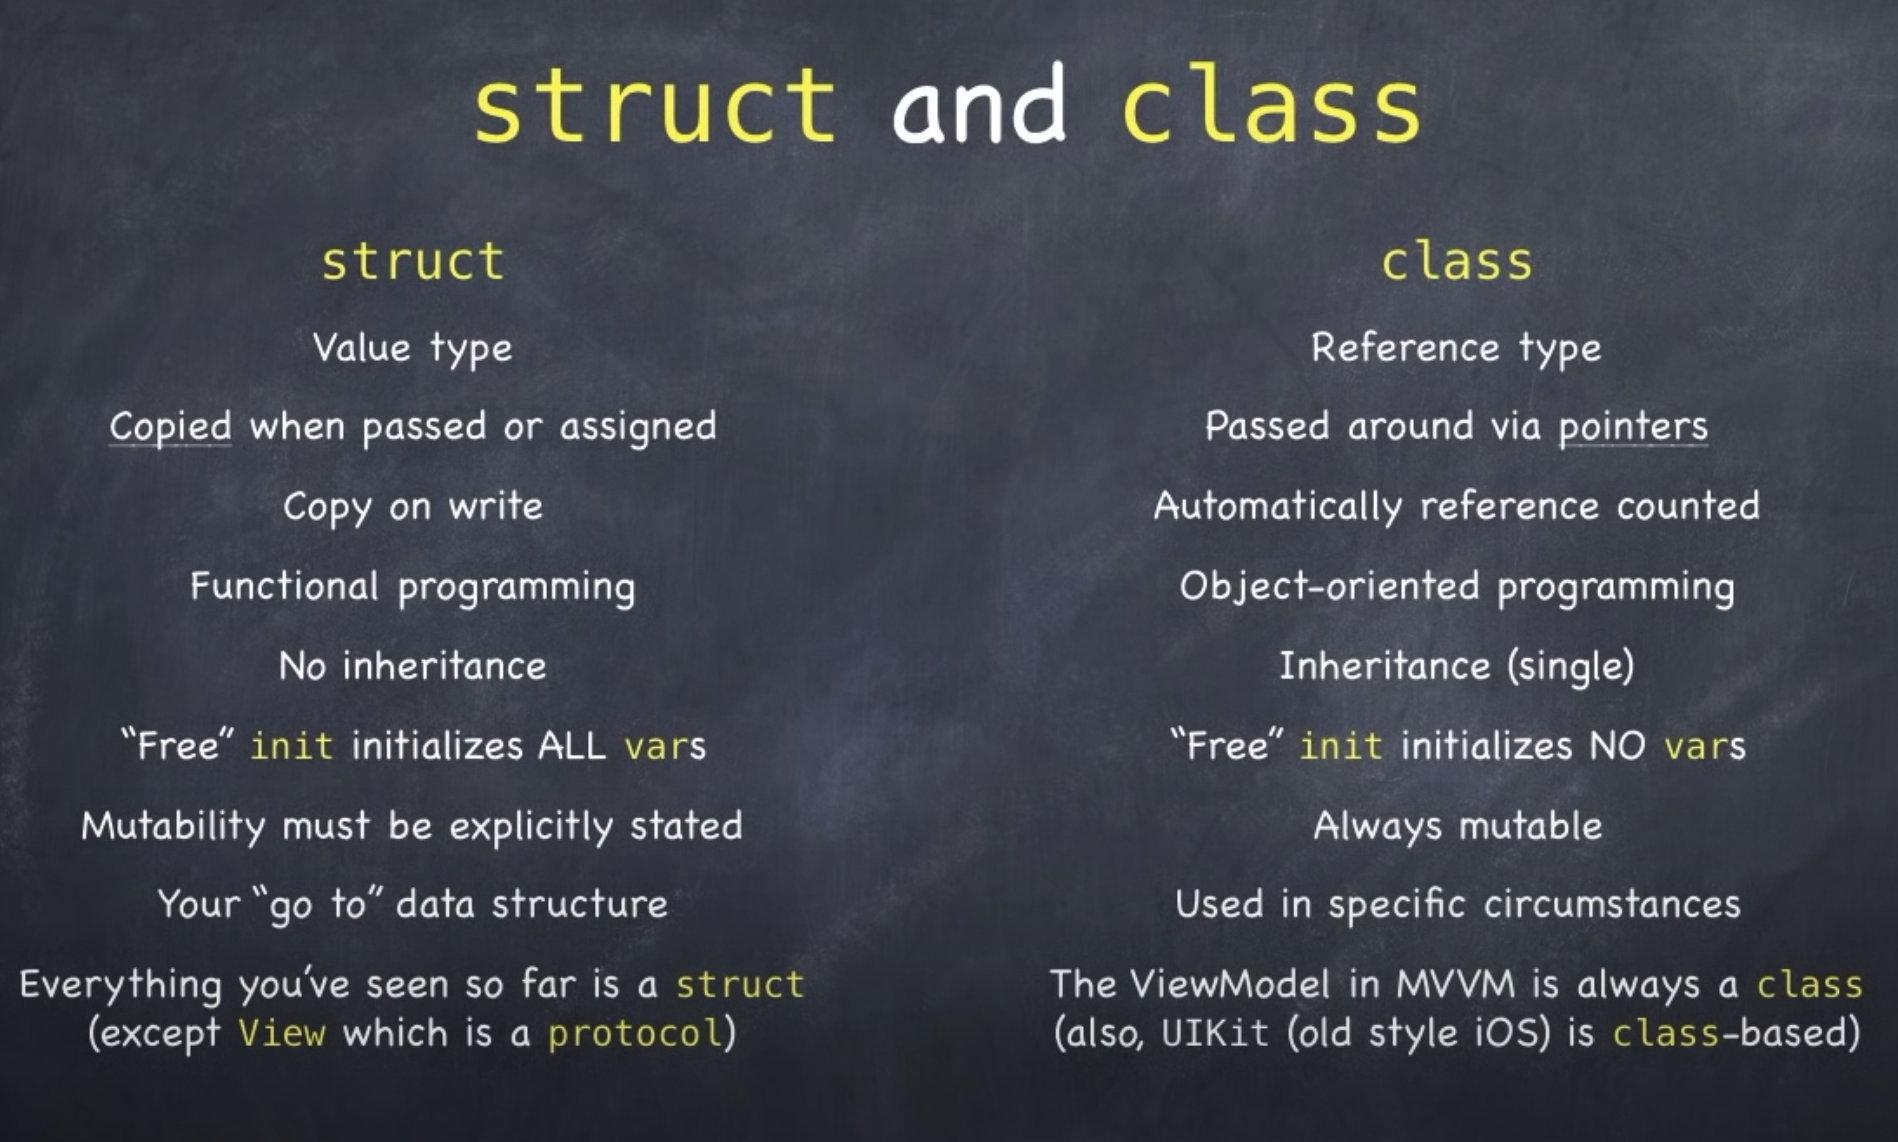 struct and class
struct
Value type
Copied when passed or assigned
Copy on write
Functional programming
No inheritance
“Free” init initializes ALL vars
Mutability must be explicitly stated
Your “go to” data structure
Everything you’ve seen so far is a struct
(except View which is a protocol)
class
Reference type
Passed around via pointers
Automatically reference counted
Object-oriented programming
Inheritance (single)
“Free” init initializes NO vars
Always mutable
Used in specific circumstances
The ViewModel in MVVM is always a class
(also, UIKit (old style iOS) is class-based)